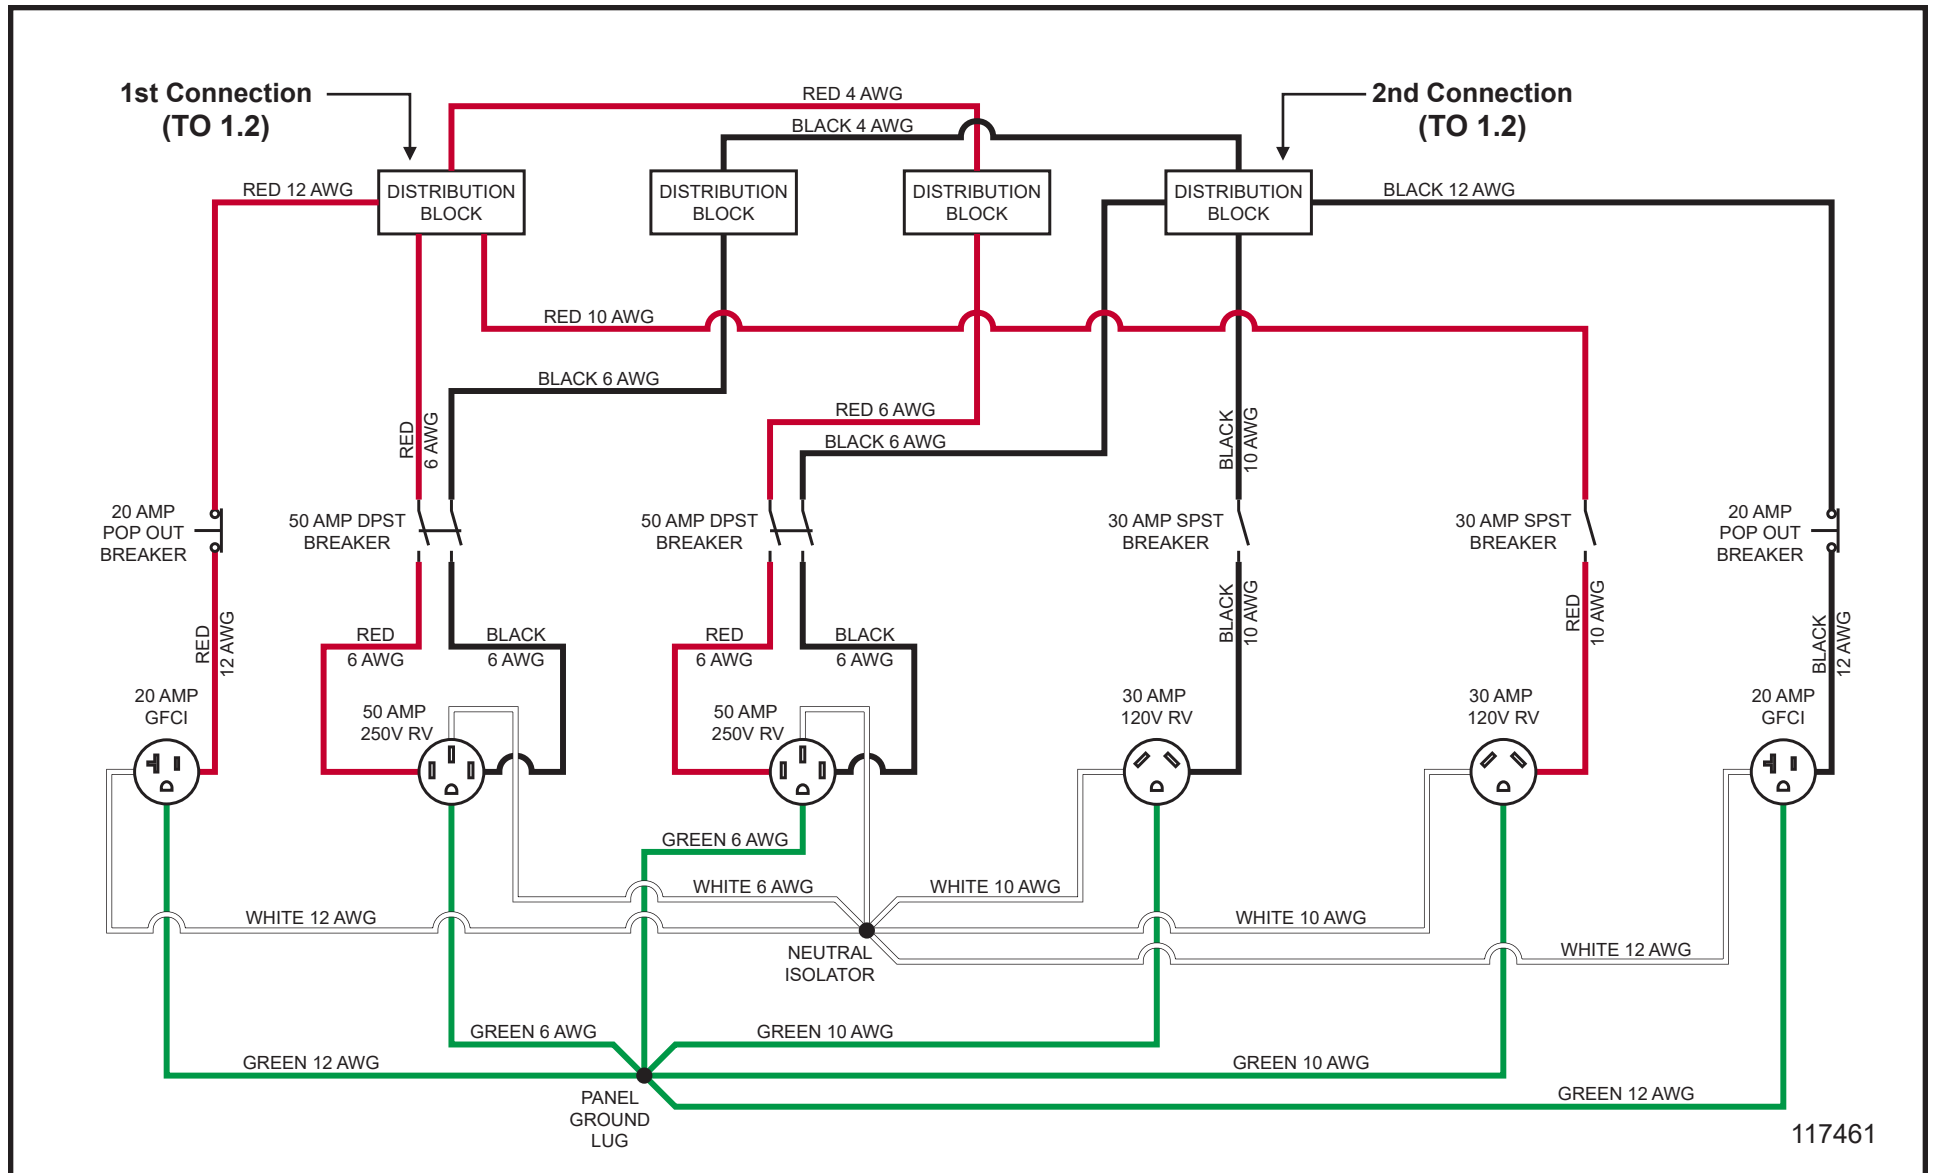 1st Connection
(TO 1.2)
RED 4 AWG
BLACK 4 AWG
2nd Connection
(TO 1.2)
RED 12 AWG
DISTRIBUTION
BLOCK
DISTRIBUTION
BLOCK
DISTRIBUTION
BLOCK
DISTRIBUTION
BLOCK
BLACK 12 AWG
RED 10 AWG
BLACK 6 AWG
RED 6 AWG
BLACK 6 AWG
RED
6 AWG
BLACK
10 AWG
20 AMP
POP OUT
BREAKER
50 AMP DPST
BREAKER
50 AMP DPST
BREAKER
30 AMP SPST
BREAKER
30 AMP SPST
BREAKER
20 AMP
POP OUT
BREAKER
RED
12 AWG
RED
6 AWG
BLACK
6 AWG
RED
6 AWG
BLACK
6 AWG
BLACK
10 AWG
RED
10 AWG
BLACK
12 AWG
20 AMP
GFCI
50 AMP
250V RV
50 AMP
250V RV
30 AMP
120V RV
30 AMP
120V RV
20 AMP
GFCI
GREEN 6 AWG
WHITE 6 AWG
WHITE 10 AWG
WHITE 12 AWG
WHITE 10 AWG
WHITE 12 AWG
NEUTRAL
ISOLATOR
GREEN 6 AWG
GREEN 10 AWG
GREEN 12 AWG
GREEN 10 AWG
GREEN 12 AWG
PANEL
GROUND
LUG
117461